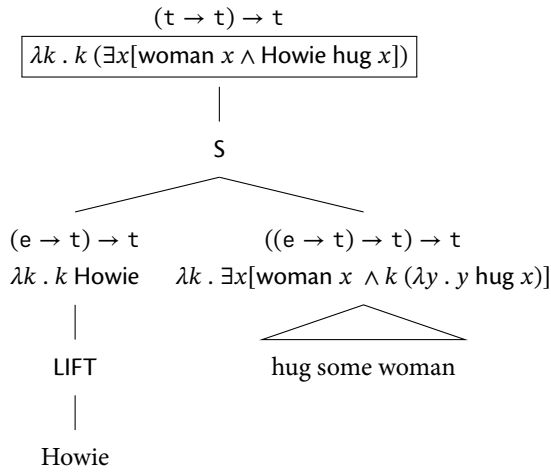 (t → t) → t
λk . k (∃x[woman x ∧ Howie hug x])
S
(e → t) → t ((e → t) → t) → t
λk . k Howie λk . ∃x[woman x ∧ k (λy . y hug x)]
LIFT hug some woman
Howie